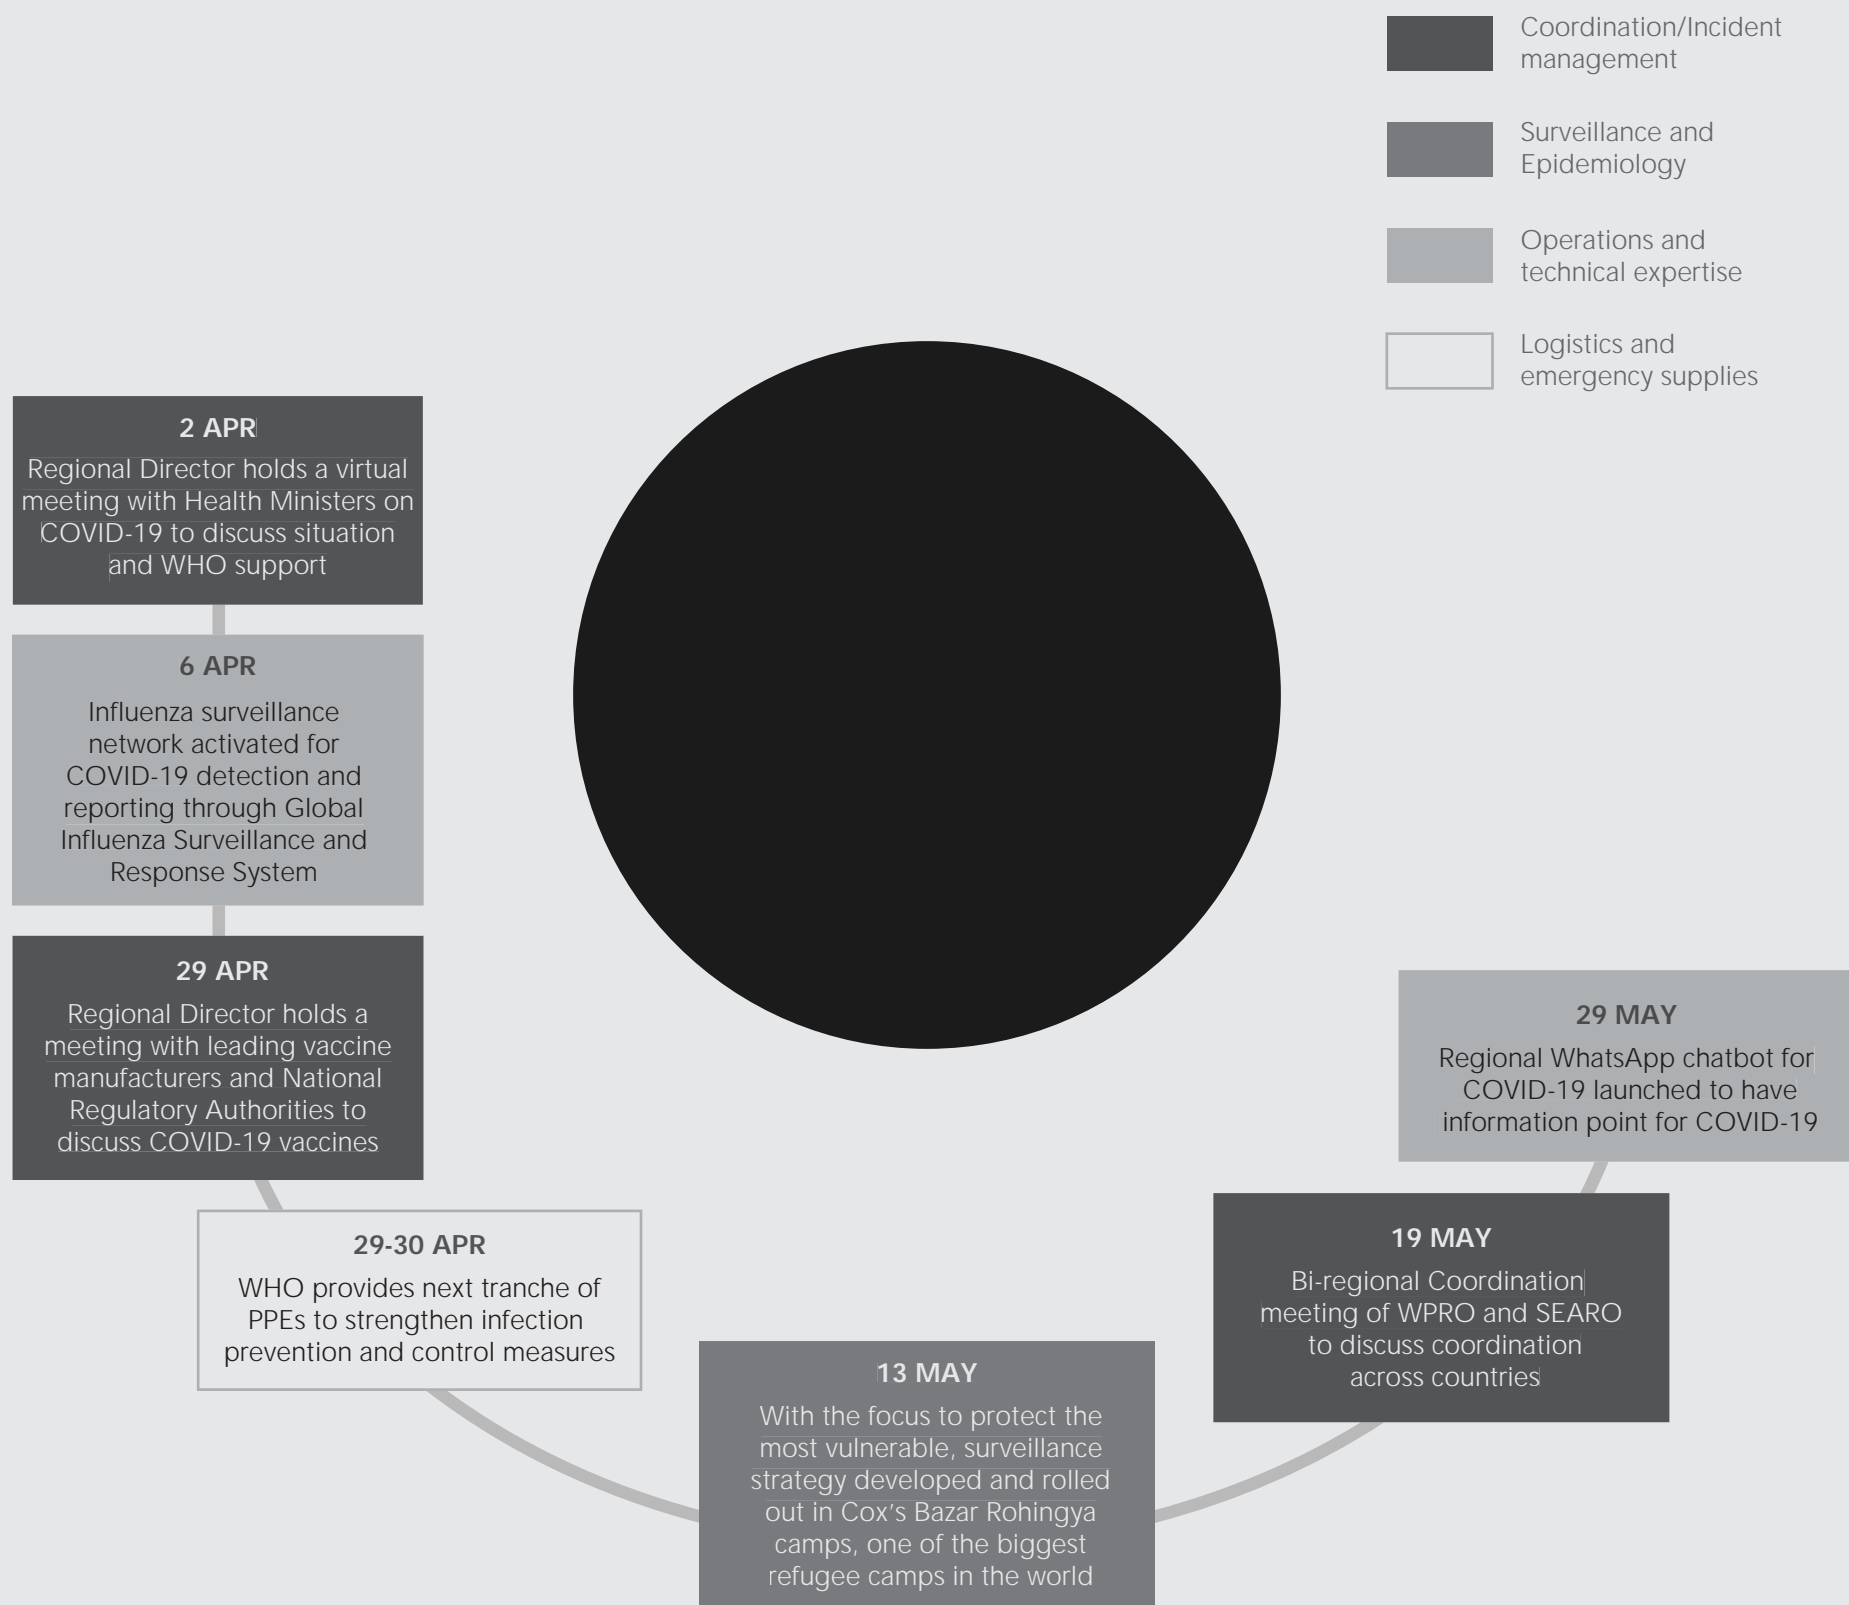 Coordination/Incident
management
Surveillance and
Epidemiology
Operations and
technical expertise
Logistics and
emergency supplies
2 APR
Regional Director holds a virtual
meeting with Health Ministers on
COVID-19 to discuss situation
and WHO support
6 APR
Influenza surveillance
network activated for
COVID-19 detection and
reporting through Global
Influenza Surveillance and
Response System
29 APR
Regional Director holds a
meeting with leading vaccine
manufacturers and National
Regulatory Authorities to
discuss COVID-19 vaccines
29-30 APR
WHO provides next tranche of
PPEs to strengthen infection
prevention and control measures
13 MAY
With the focus to protect the
most vulnerable, surveillance
strategy developed and rolled
out in Cox's Bazar Rohingya
camps, one of the biggest
refugee camps in the world
19 MAY
Bi-regional Coordination
meeting of WPRO and SEARO
to discuss coordination
across countries
29 MAY
Regional WhatsApp chatbot for
COVID-19 launched to have
information point for COVID-19